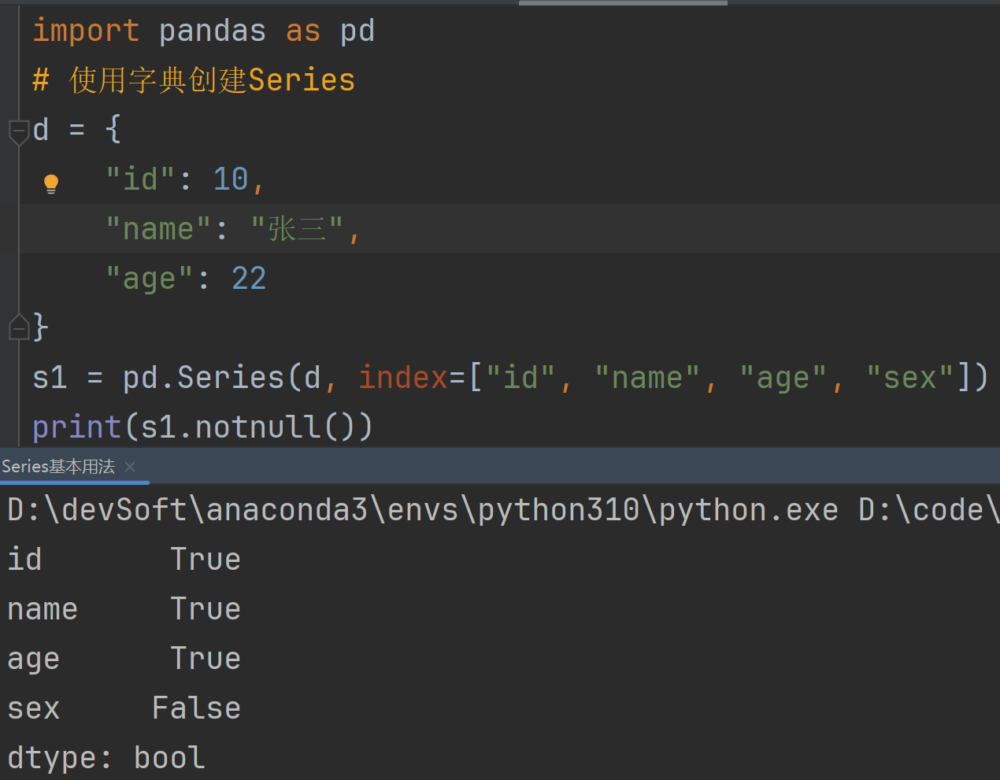 import pandas as pd
# 使用字典创建Series
d = {
    "id": 10,
    "name": "张三",
    "age": 22
}
s1 = pd.Series(d, index=["id", "name", "age", "sex"])
print(s1.notnull())
Series基本用法
D:\devSoft\anaconda3\envs\python310\python.exe D:\code\
id       True
name     True
age      True
sex     False
dtype: bool